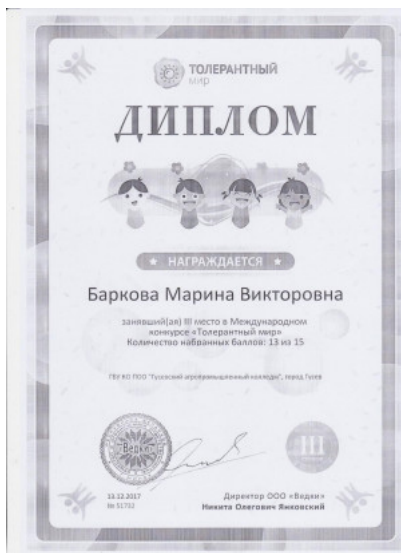 ТОЛЕРАНТНЫЙ
МИР
ДИПЛОМ
НАГРАЖДАЕТСЯ
Баркова Марина Викторовна
занявший(ая) III место в Международном
конкурсе «Толерантный мир»
Количество набранных баллов: 13 из 15
ГБУ КО ПОО "Гусевский агропромышленный колледж", город Гусев
Ведки
III
13.12.2017
№ 51732
Директор ООО «Ведки»
Никита Олегович Янковский